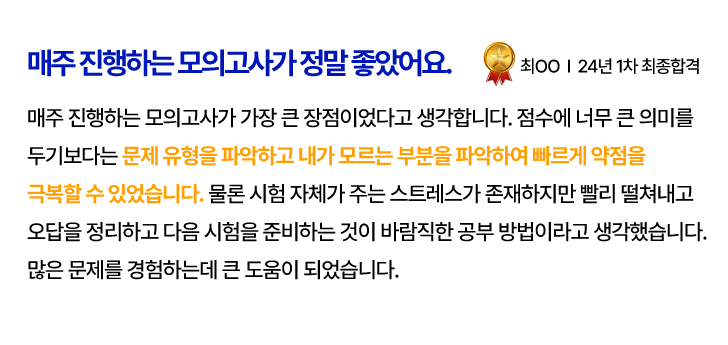 매주 진행하는 모의고사가 정말 좋았어요.
최OO I 24년 1차 최종합격
매주 진행하는 모의고사가 가장 큰 장점이었다고 생각합니다. 점수에 너무 큰 의미를
두기보다는 문제 유형을 파악하고 내가 모르는 부분을 파악하여 빠르게 약점을
극복할 수 있었습니다. 물론 시험 자체가 주는 스트레스가 존재하지만 빨리 떨쳐내고
오답을 정리하고 다음 시험을 준비하는 것이 바람직한 공부 방법이라고 생각했습니다.
많은 문제를 경험하는데 큰 도움이 되었습니다.